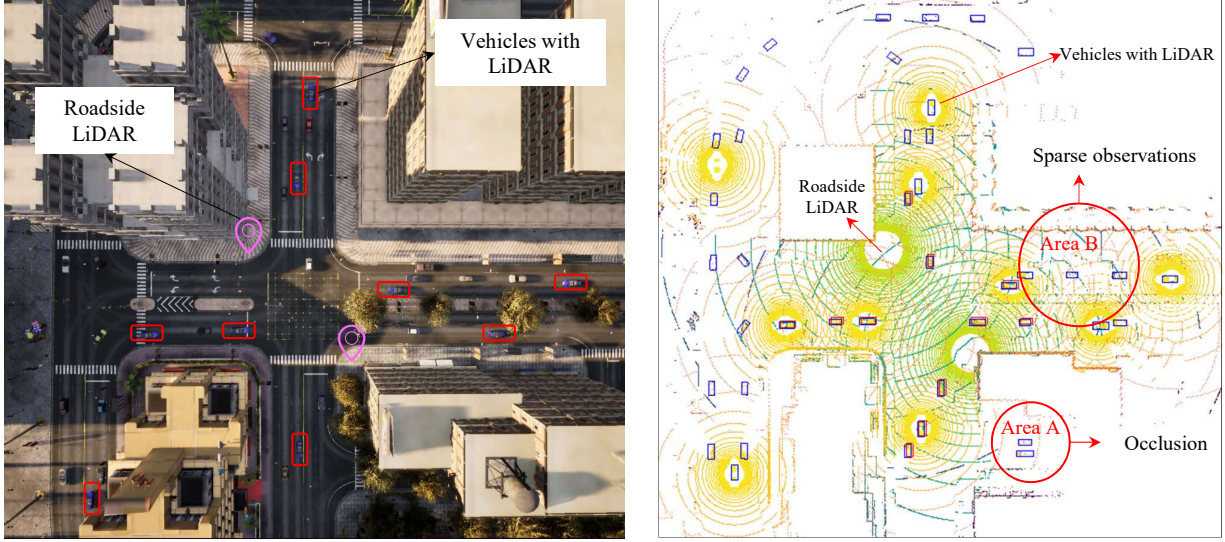 Roadside
LiDAR
Vehicles with
LiDAR
Vehicles with LiDAR
Sparse observations
Roadside
LiDAR
Area B
Area A
Occlusion